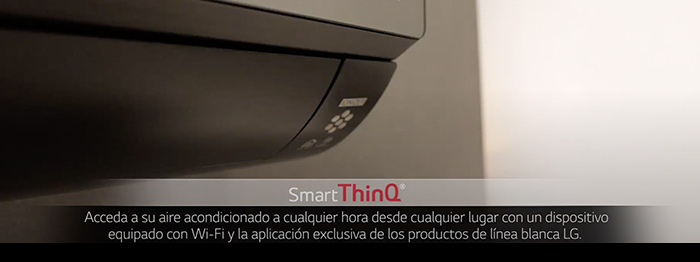 SmartThinQ®
Acceda a su aire acondicionado a cualquier hora desde cualquier lugar con un dispositivo
equipado con Wi-Fi y la aplicación exclusiva de los productos de línea blanca LG.